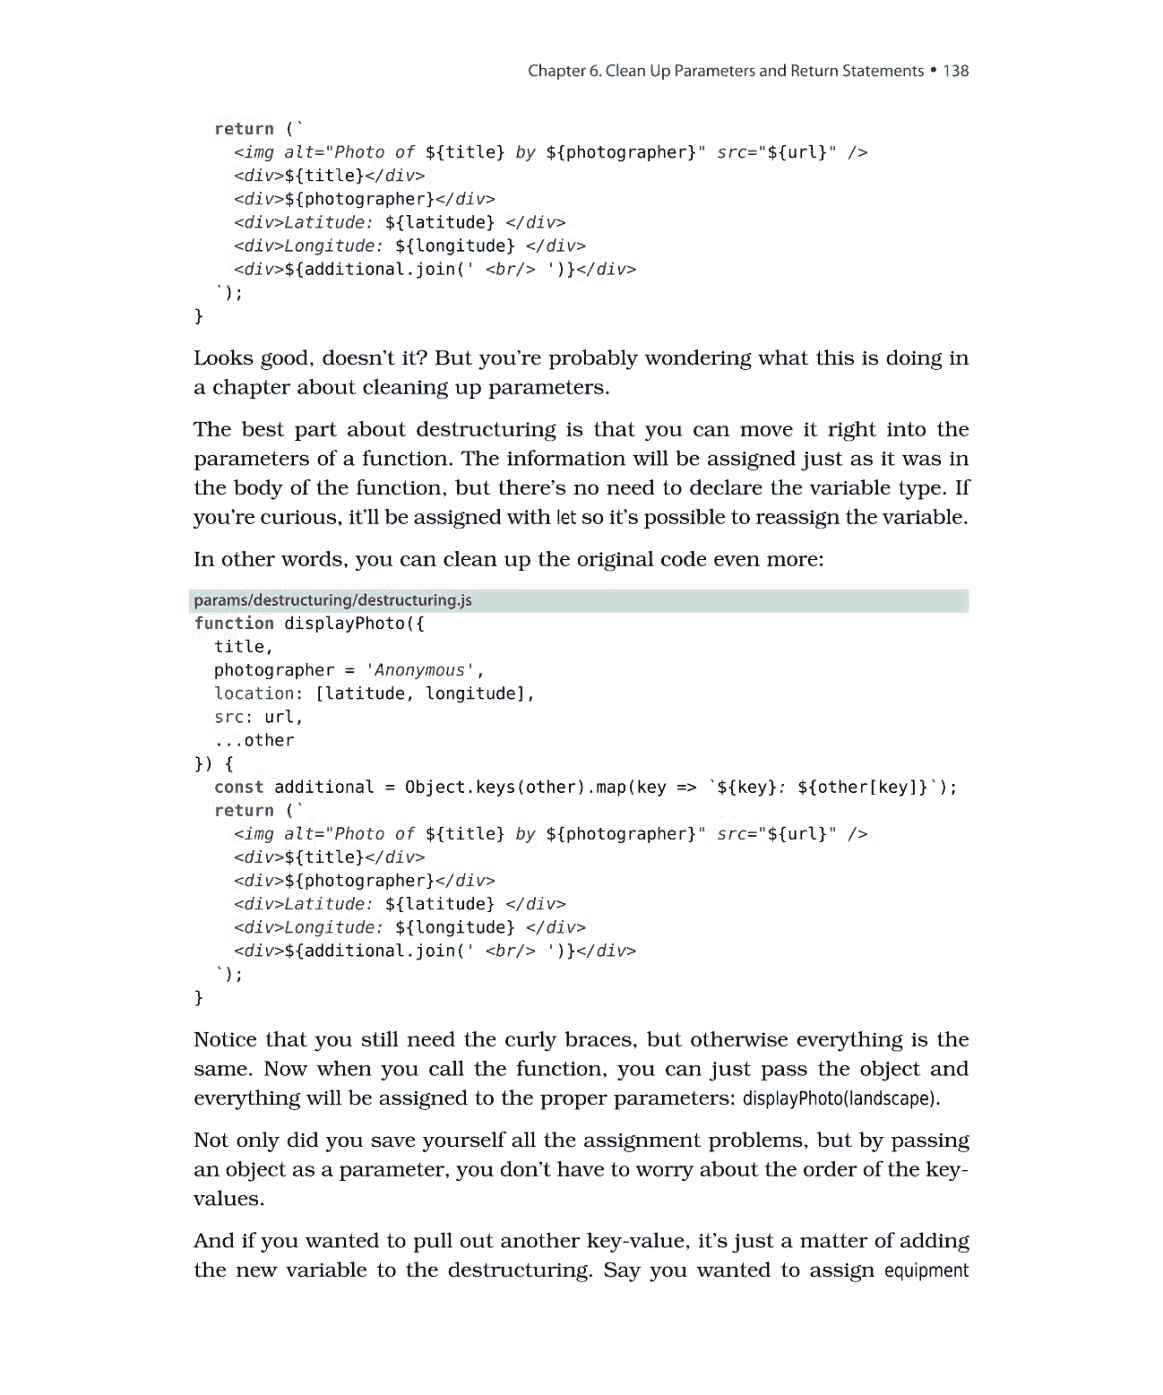 Chapter 6. Clean Up Parameters and Return Statements • 138
return (`
<img alt="Photo of ${title} by ${photographer}" src="${url}" />
<div>${title}</div>
<div>${photographer}</div>
<div>Latitude: ${latitude} </div>
<div>Longitude: ${longitude} </div>
<div>${additional.join(' <br/> ')}</div>
`);
}
Looks good, doesn't it? But you're probably wondering what this is doing in
a chapter about cleaning up parameters.
The best part about destructuring is that you can move it right into the
parameters of a function. The information will be assigned just as it was in
the body of the function, but there's no need to declare the variable type. If
you're curious, it'll be assigned with let so it's possible to reassign the variable.
In other words, you can clean up the original code even more:
params/destructuring/destructuring.js
function displayPhoto({
title,
photographer = 'Anonymous',
location: [latitude, longitude],
src: url,
...other
}) {
const additional = Object.keys(other).map(key => `${key}: ${other[key]}`);
return (`
<img alt="Photo of ${title} by ${photographer}" src="${url}" />
<div>${title}</div>
<div>${photographer}</div>
<div>Latitude: ${latitude} </div>
<div>Longitude: ${longitude} </div>
<div>${additional.join(' <br/> ')}</div>
`);
}
Notice that you still need the curly braces, but otherwise everything is the
same. Now when you call the function, you can just pass the object and
everything will be assigned to the proper parameters: displayPhoto(landscape).
Not only did you save yourself all the assignment problems, but by passing
an object as a parameter, you don't have to worry about the order of the key-
values.
And if you wanted to pull out another key-value, it's just a matter of adding
the new variable to the destructuring. Say you wanted to assign equipment